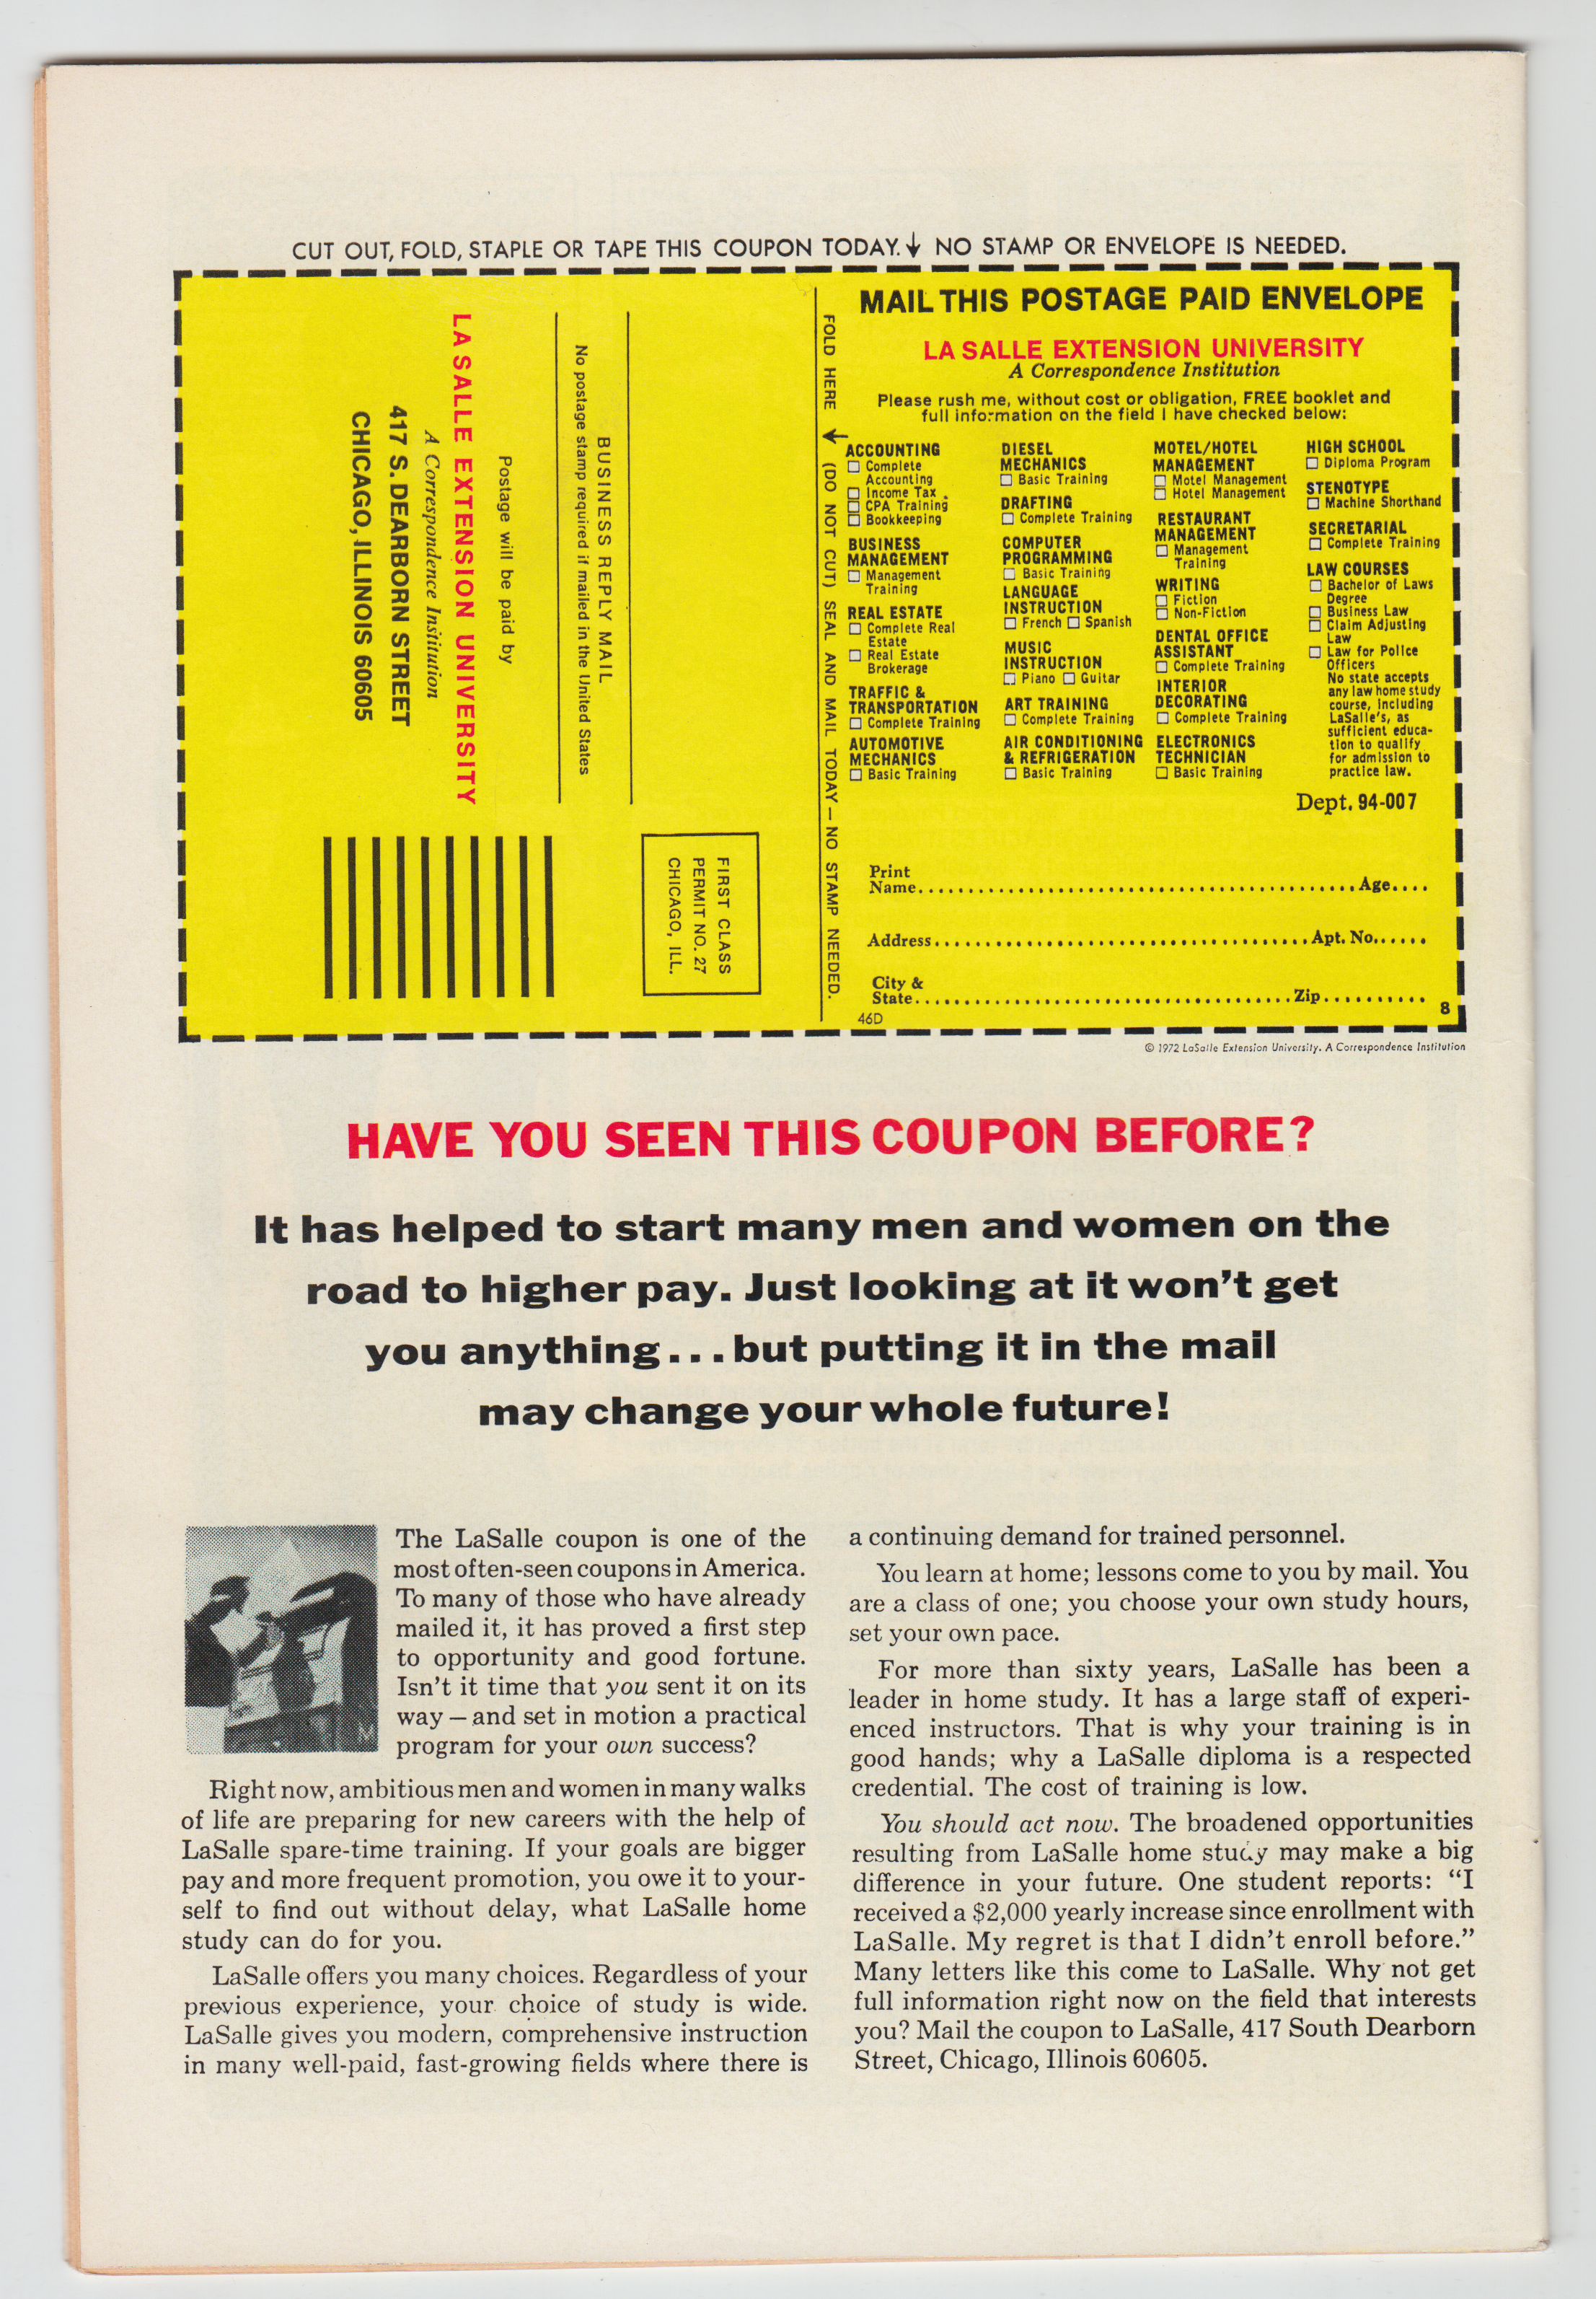 CUT OUT, FOLD, STAPLE OR TAPE THIS COUPON TODAY.↓ NO STAMP OR ENVELOPE IS NEEDED.
FIRST CLASS
PERMIT NO. 27
CHICAGO, ILL.
BUSINESS REPLY MAIL
No postage stamp required if mailed in the United States
Postage will be paid by
LA SALLE EXTENSION UNIVERSITY
A Correspondence Institution
417 S. DEARBORN STREET
CHICAGO, ILLINOIS 60605
FOLD HERE → (DO NOT CUT) SEAL AND MAIL TODAY — NO STAMP NEEDED.
MAIL THIS POSTAGE PAID ENVELOPE
LA SALLE EXTENSION UNIVERSITY
A Correspondence Institution
Please rush me, without cost or obligation, FREE booklet and
full information on the field I have checked below:
ACCOUNTING
☐ Complete
Accounting
☐ Income Tax
☐ CPA Training
☐ Bookkeeping
BUSINESS
MANAGEMENT
☐ Management
Training
REAL ESTATE
☐ Complete Real
Estate
☐ Real Estate
Brokerage
TRAFFIC &
TRANSPORTATION
☐ Complete Training
AUTOMOTIVE
MECHANICS
☐ Basic Training
DIESEL
MECHANICS
☐ Basic Training
DRAFTING
☐ Complete Training
COMPUTER
PROGRAMMING
☐ Basic Training
LANGUAGE
INSTRUCTION
☐ French ☐ Spanish
MUSIC
INSTRUCTION
☐ Piano ☐ Guitar
ART TRAINING
☐ Complete Training
AIR CONDITIONING
& REFRIGERATION
☐ Basic Training
MOTEL/HOTEL
MANAGEMENT
☐ Motel Management
☐ Hotel Management
RESTAURANT
MANAGEMENT
☐ Management
Training
WRITING
☐ Fiction
☐ Non-Fiction
DENTAL OFFICE
ASSISTANT
☐ Complete Training
INTERIOR
DECORATING
☐ Complete Training
ELECTRONICS
TECHNICIAN
☐ Basic Training
HIGH SCHOOL
☐ Diploma Program
STENOTYPE
☐ Machine Shorthand
SECRETARIAL
☐ Complete Training
LAW COURSES
☐ Bachelor of Laws
Degree
☐ Business Law
☐ Claim Adjusting
Law
☐ Law for Police
Officers
No state accepts
any law home study
course, including
LaSalle's, as
sufficient educa-
tion to qualify
for admission to
practice law.
Dept. 94-007
Print
Name.......... Age....
Address.......... Apt. No......
City &
State.......... Zip..........
46D 8
© 1972 LaSalle Extension University. A Correspondence Institution
HAVE YOU SEEN THIS COUPON BEFORE?
It has helped to start many men and women on the
road to higher pay. Just looking at it won't get
you anything...but putting it in the mail
may change your whole future!
The LaSalle coupon is one of the
most often-seen coupons in America.
To many of those who have already
mailed it, it has proved a first step
to opportunity and good fortune.
Isn't it time that you sent it on its
way — and set in motion a practical
program for your own success?
Right now, ambitious men and women in many walks
of life are preparing for new careers with the help of
LaSalle spare-time training. If your goals are bigger
pay and more frequent promotion, you owe it to your-
self to find out without delay, what LaSalle home
study can do for you.
LaSalle offers you many choices. Regardless of your
previous experience, your choice of study is wide.
LaSalle gives you modern, comprehensive instruction
in many well-paid, fast-growing fields where there is
a continuing demand for trained personnel.
You learn at home; lessons come to you by mail. You
are a class of one; you choose your own study hours,
set your own pace.
For more than sixty years, LaSalle has been a
leader in home study. It has a large staff of experi-
enced instructors. That is why your training is in
good hands; why a LaSalle diploma is a respected
credential. The cost of training is low.
You should act now. The broadened opportunities
resulting from LaSalle home study may make a big
difference in your future. One student reports: "I
received a $2,000 yearly increase since enrollment with
LaSalle. My regret is that I didn't enroll before."
Many letters like this come to LaSalle. Why not get
full information right now on the field that interests
you? Mail the coupon to LaSalle, 417 South Dearborn
Street, Chicago, Illinois 60605.